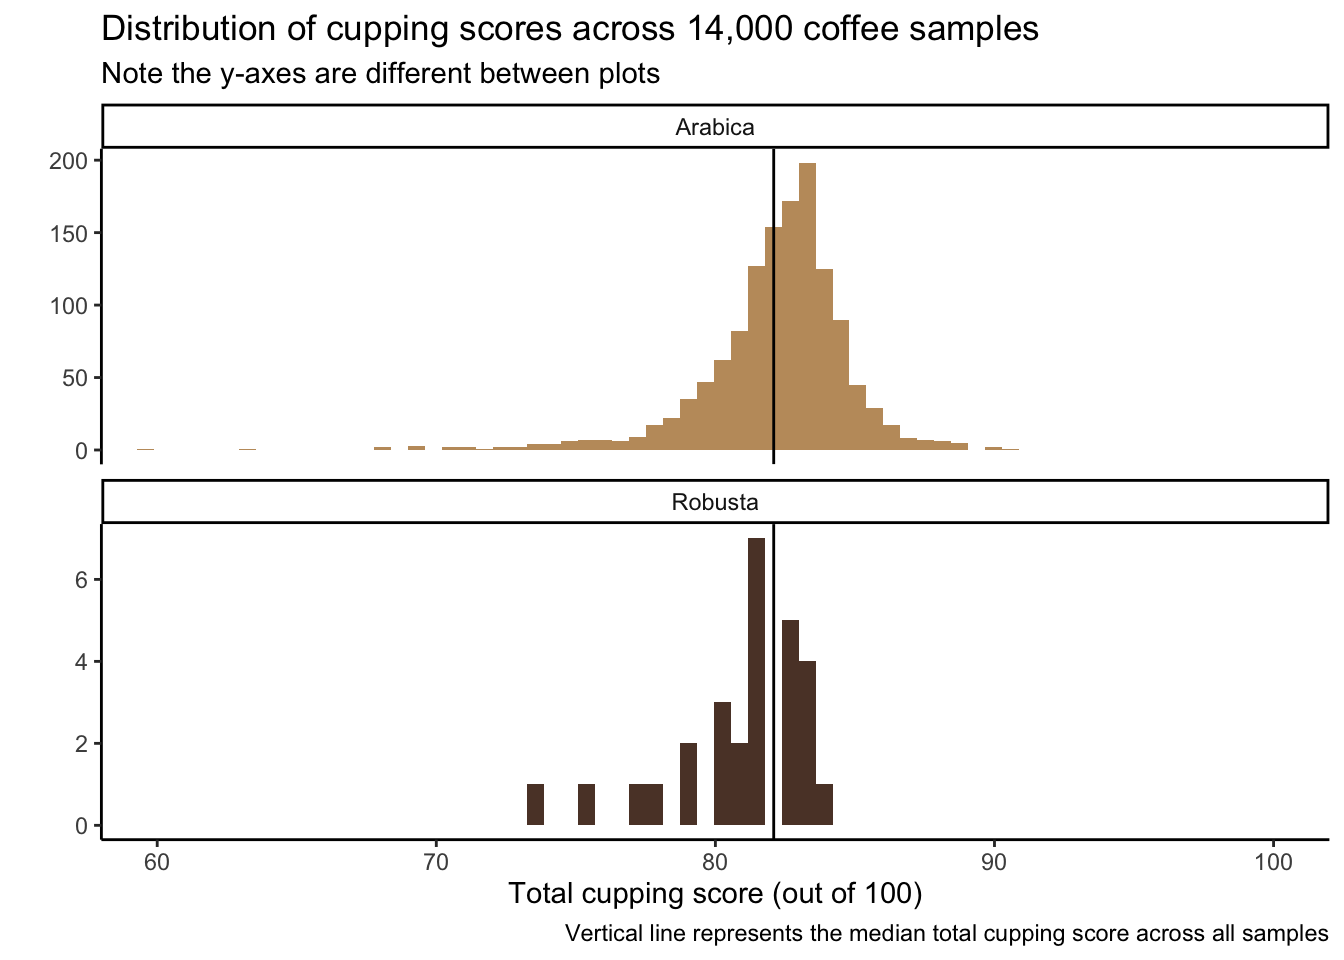 Distribution of cupping scores across 14,000 coffee samples
Note the y-axes are different between plots
Arabica
200
150
100
50
0
Robusta
6
4
2
0
60 70 80 90 100
Total cupping score (out of 100)
Vertical line represents the median total cupping score across all samples